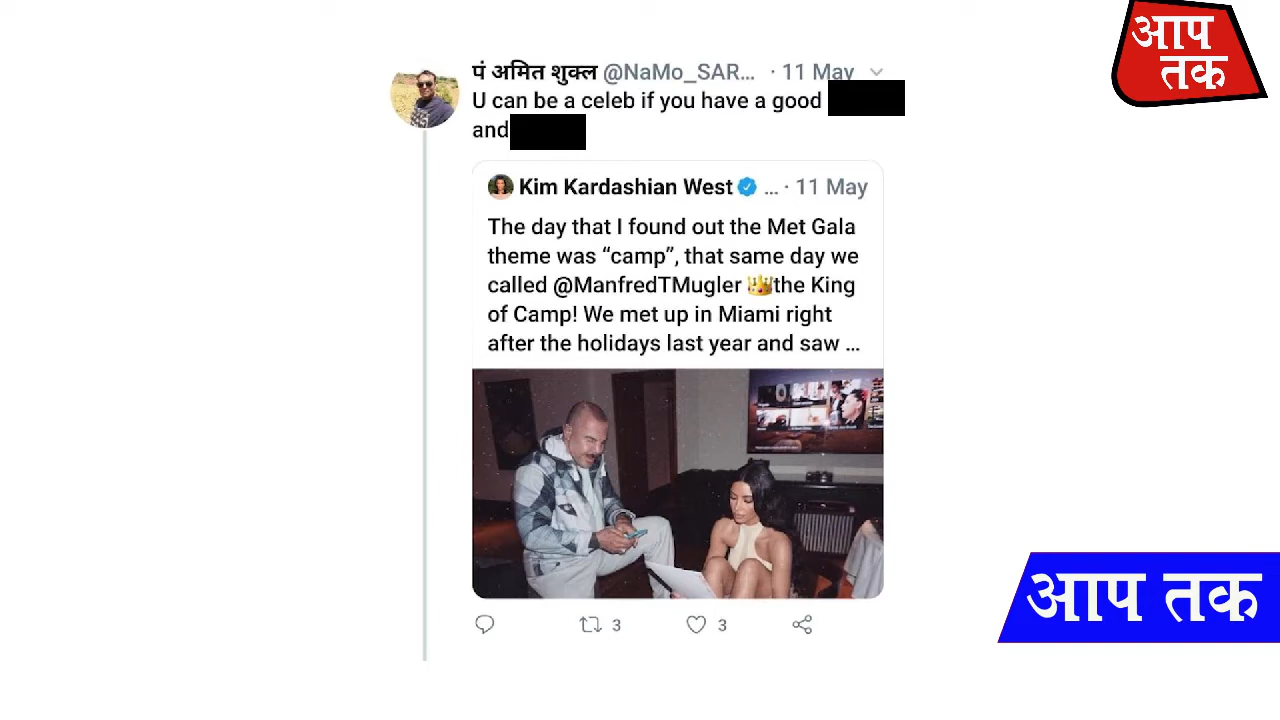 आप
तक
पं अमित शुक्ल @NaMo_SAR... · 11 May
U can be a celeb if you have a good
and
Kim Kardashian West ... · 11 May
The day that I found out the Met Gala
theme was “camp”, that same day we
called @ManfredTMugler 👑the King
of Camp! We met up in Miami right
after the holidays last year and saw ...
3
3
आप तक